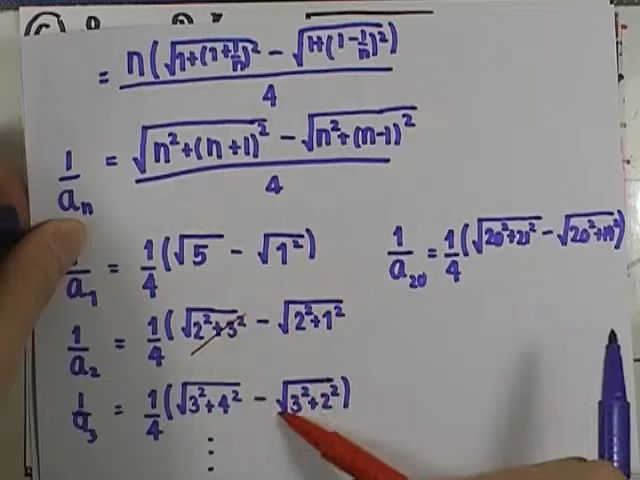 = n(√1+(1+1/n)² − √1+(1−1/n)²) / 4
1/aₙ = √n²+(n+1)² − √n²+(n-1)² / 4
1/a₁ = 1/4(√5 − √1²)
1/a₂₀ = 1/4(√20²+21² − √20²+19²)
1/a₂ = 1/4(√2²+3² − √2²+1²
1/a₃ = 1/4(√3²+4² − √3²+2²)
⋮